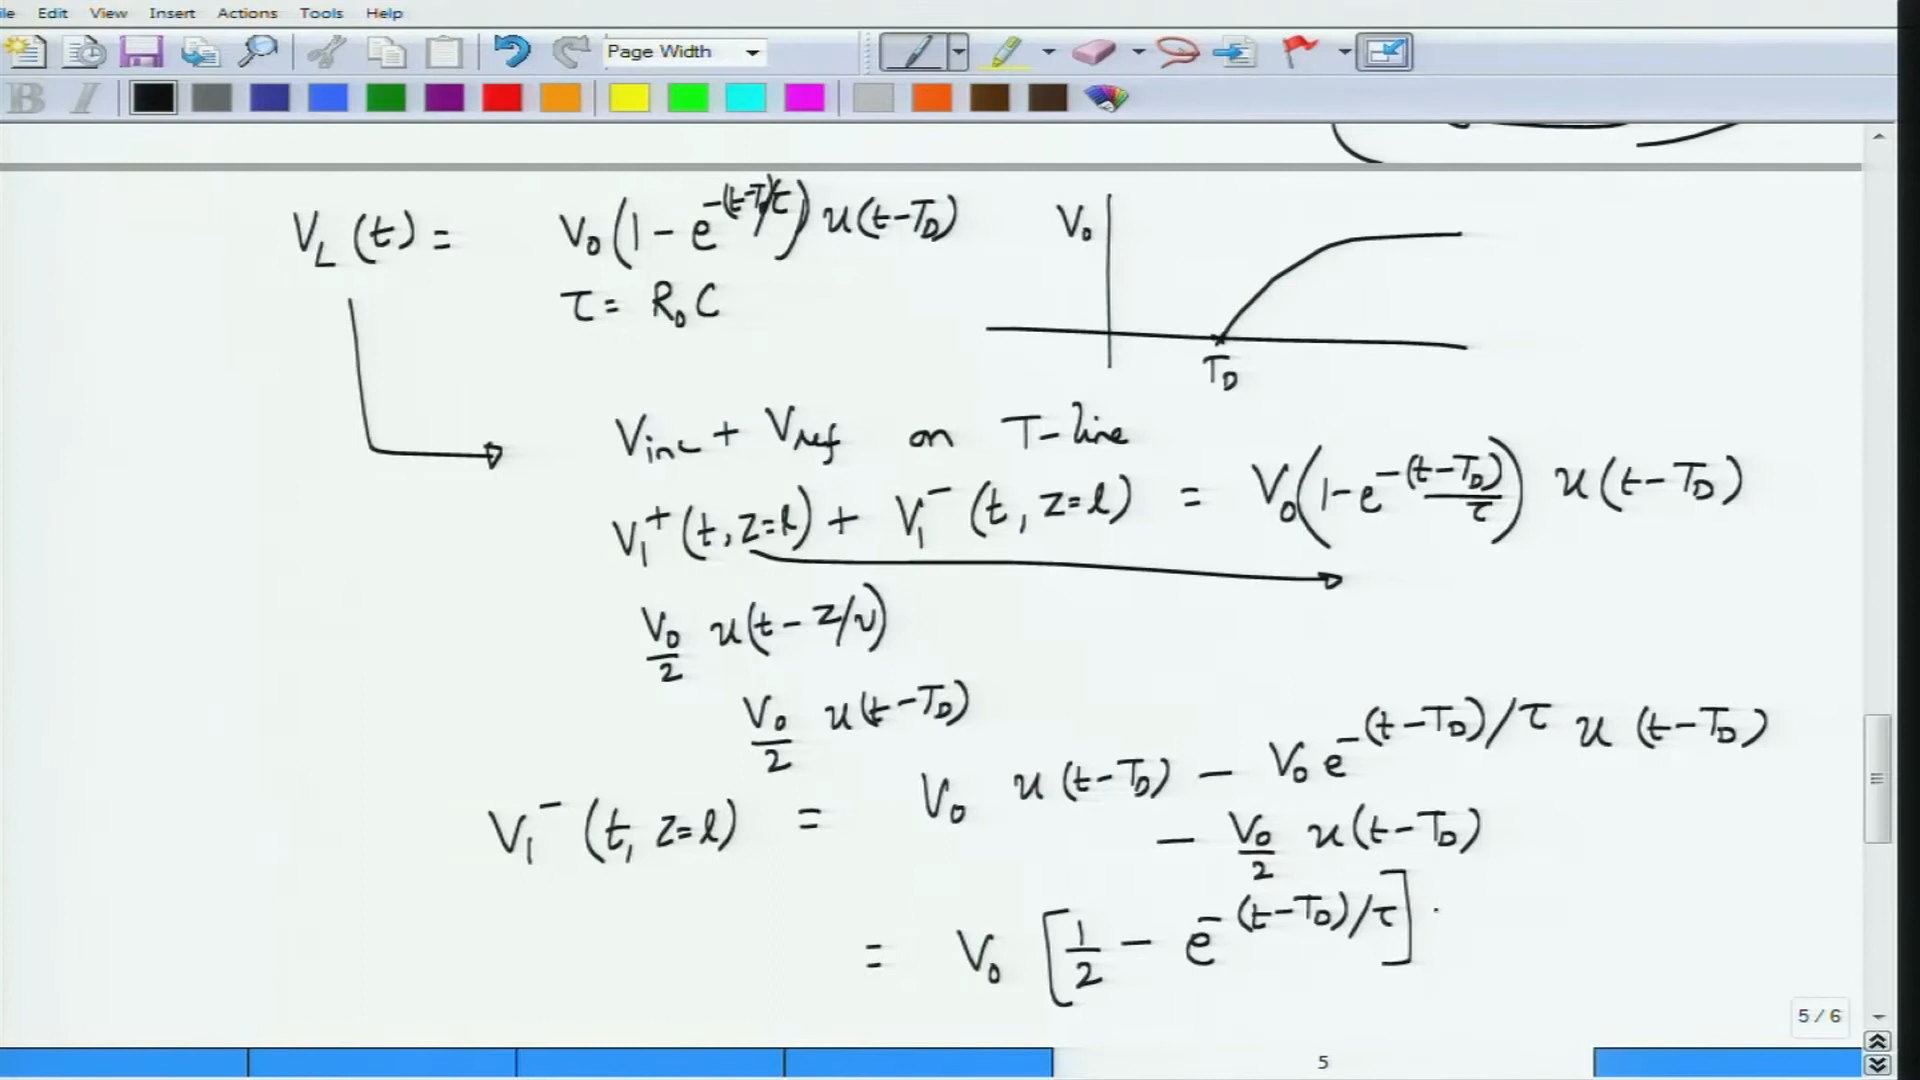 File Edit View Insert Actions Tools Help
Page Width
B I
V_L(t) = V_0(1 - e^{-(t-T_D)/τ}) u(t-T_D)
τ = R_0 C
V_0
T_D
V_inc + V_ref on T-line
V_1^+(t, z=l) + V_1^-(t, z=l) = V_0(1 - e^{-(t-T_D)/τ}) u(t-T_D)
V_0/2 u(t - z/v)
V_0/2 u(t-T_D)
V_1^-(t, z=l) = V_0 u(t-T_D) - V_0 e^{-(t-T_D)/τ} u(t-T_D)
- V_0/2 u(t-T_D)
= V_0 [1/2 - e^{-(t-T_D)/τ}]
5 / 6
5